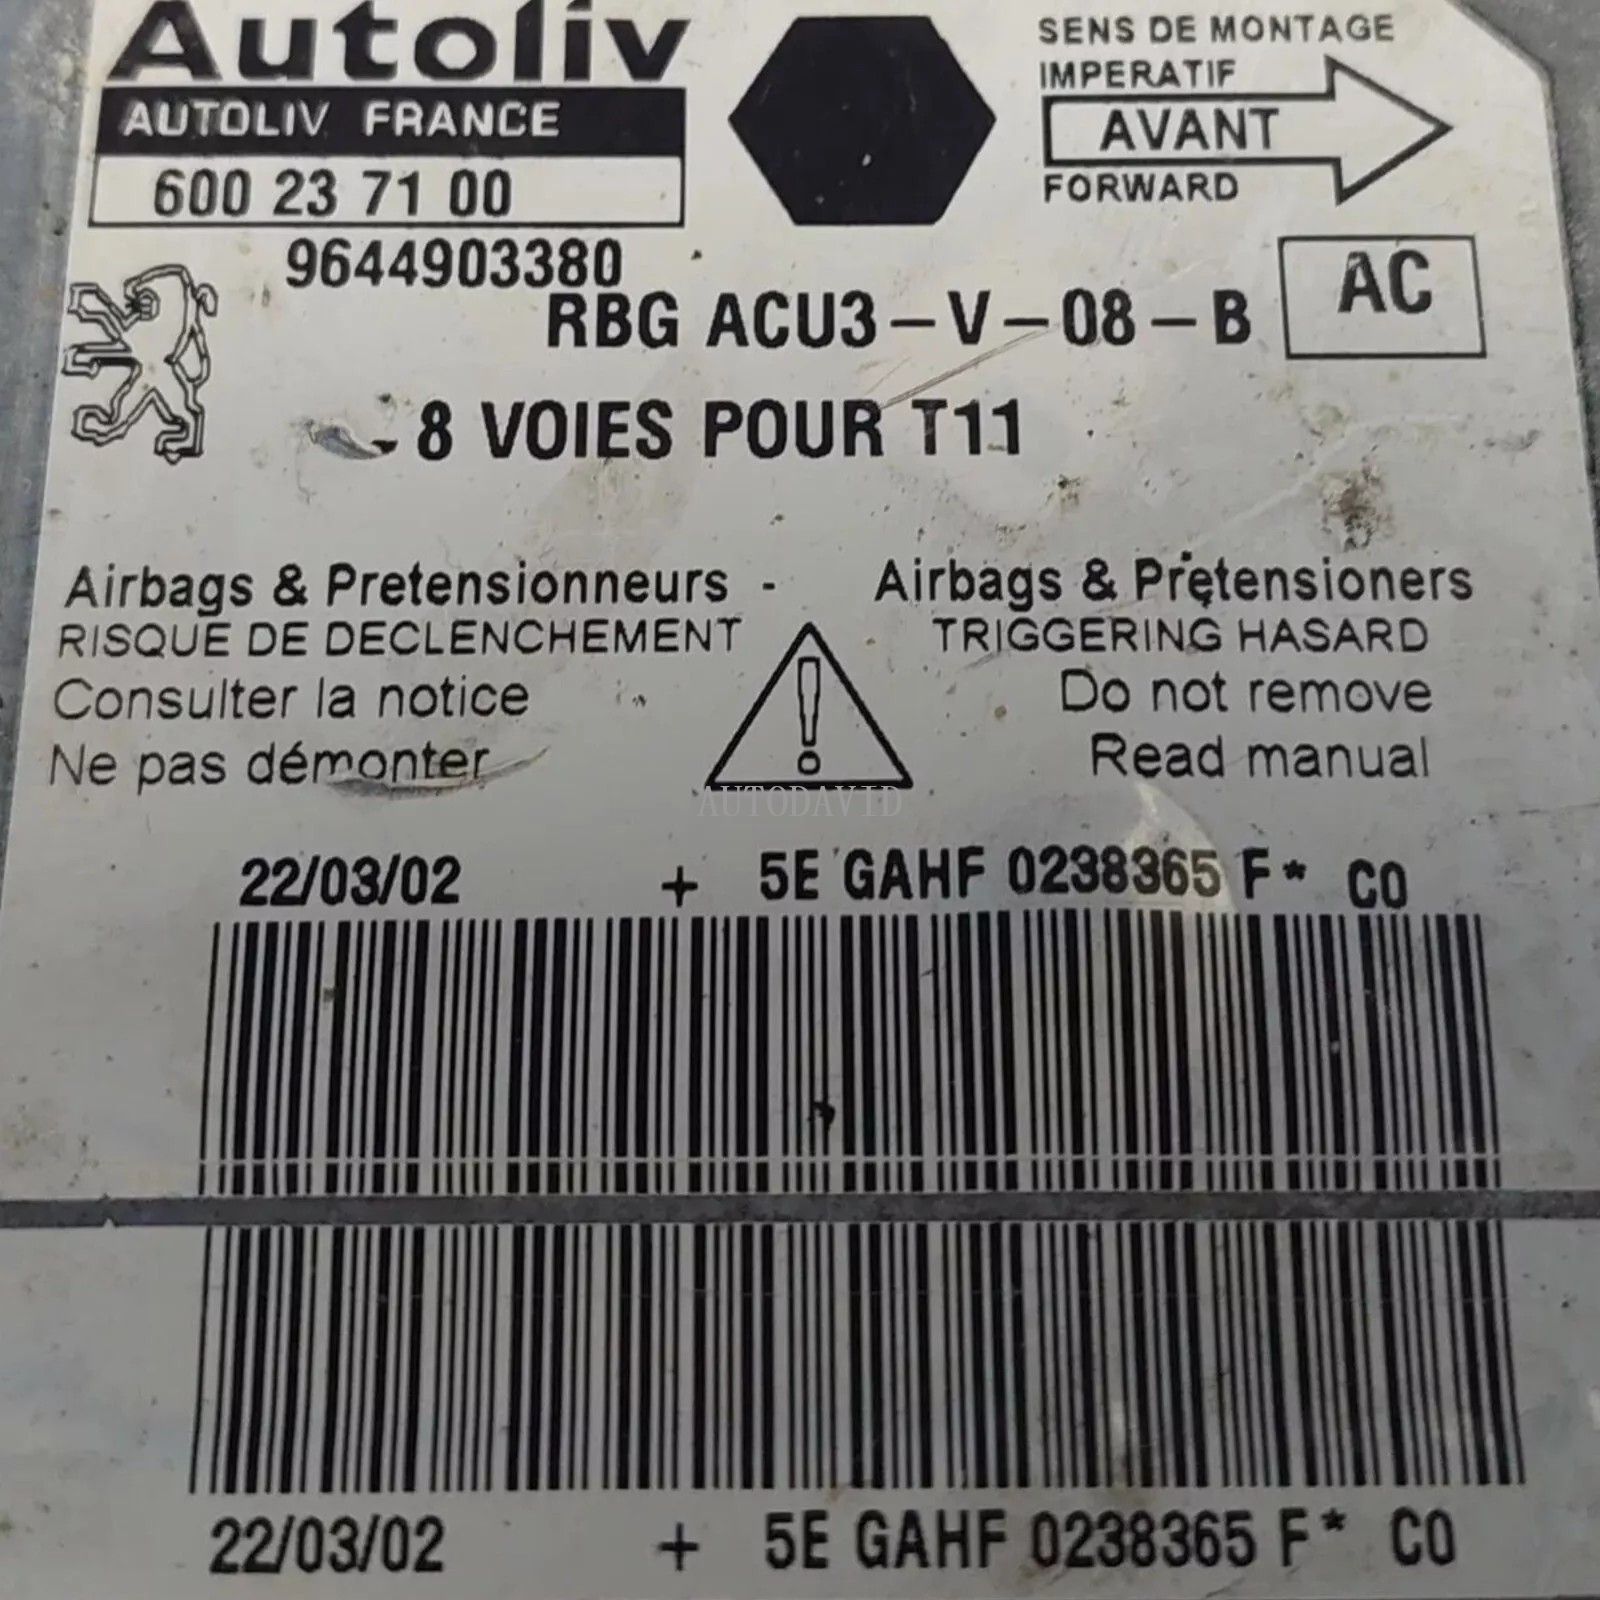 Autoliv
AUTOLIV FRANCE
600 23 71 00
SENS DE MONTAGE
IMPERATIF
AVANT
FORWARD
9644903380
RBG ACU3-V-08-B
AC
8 VOIES POUR T11
Airbags & Pretensionneurs -
RISQUE DE DECLENCHEMENT
Consulter la notice
Ne pas démonter
Airbags & Pretensioners
TRIGGERING HASARD
Do not remove
Read manual
AUTODAVID
22/03/02 + 5E GAHF 0238365 F* C0
22/03/02 + 5E GAHF 0238365 F* C0